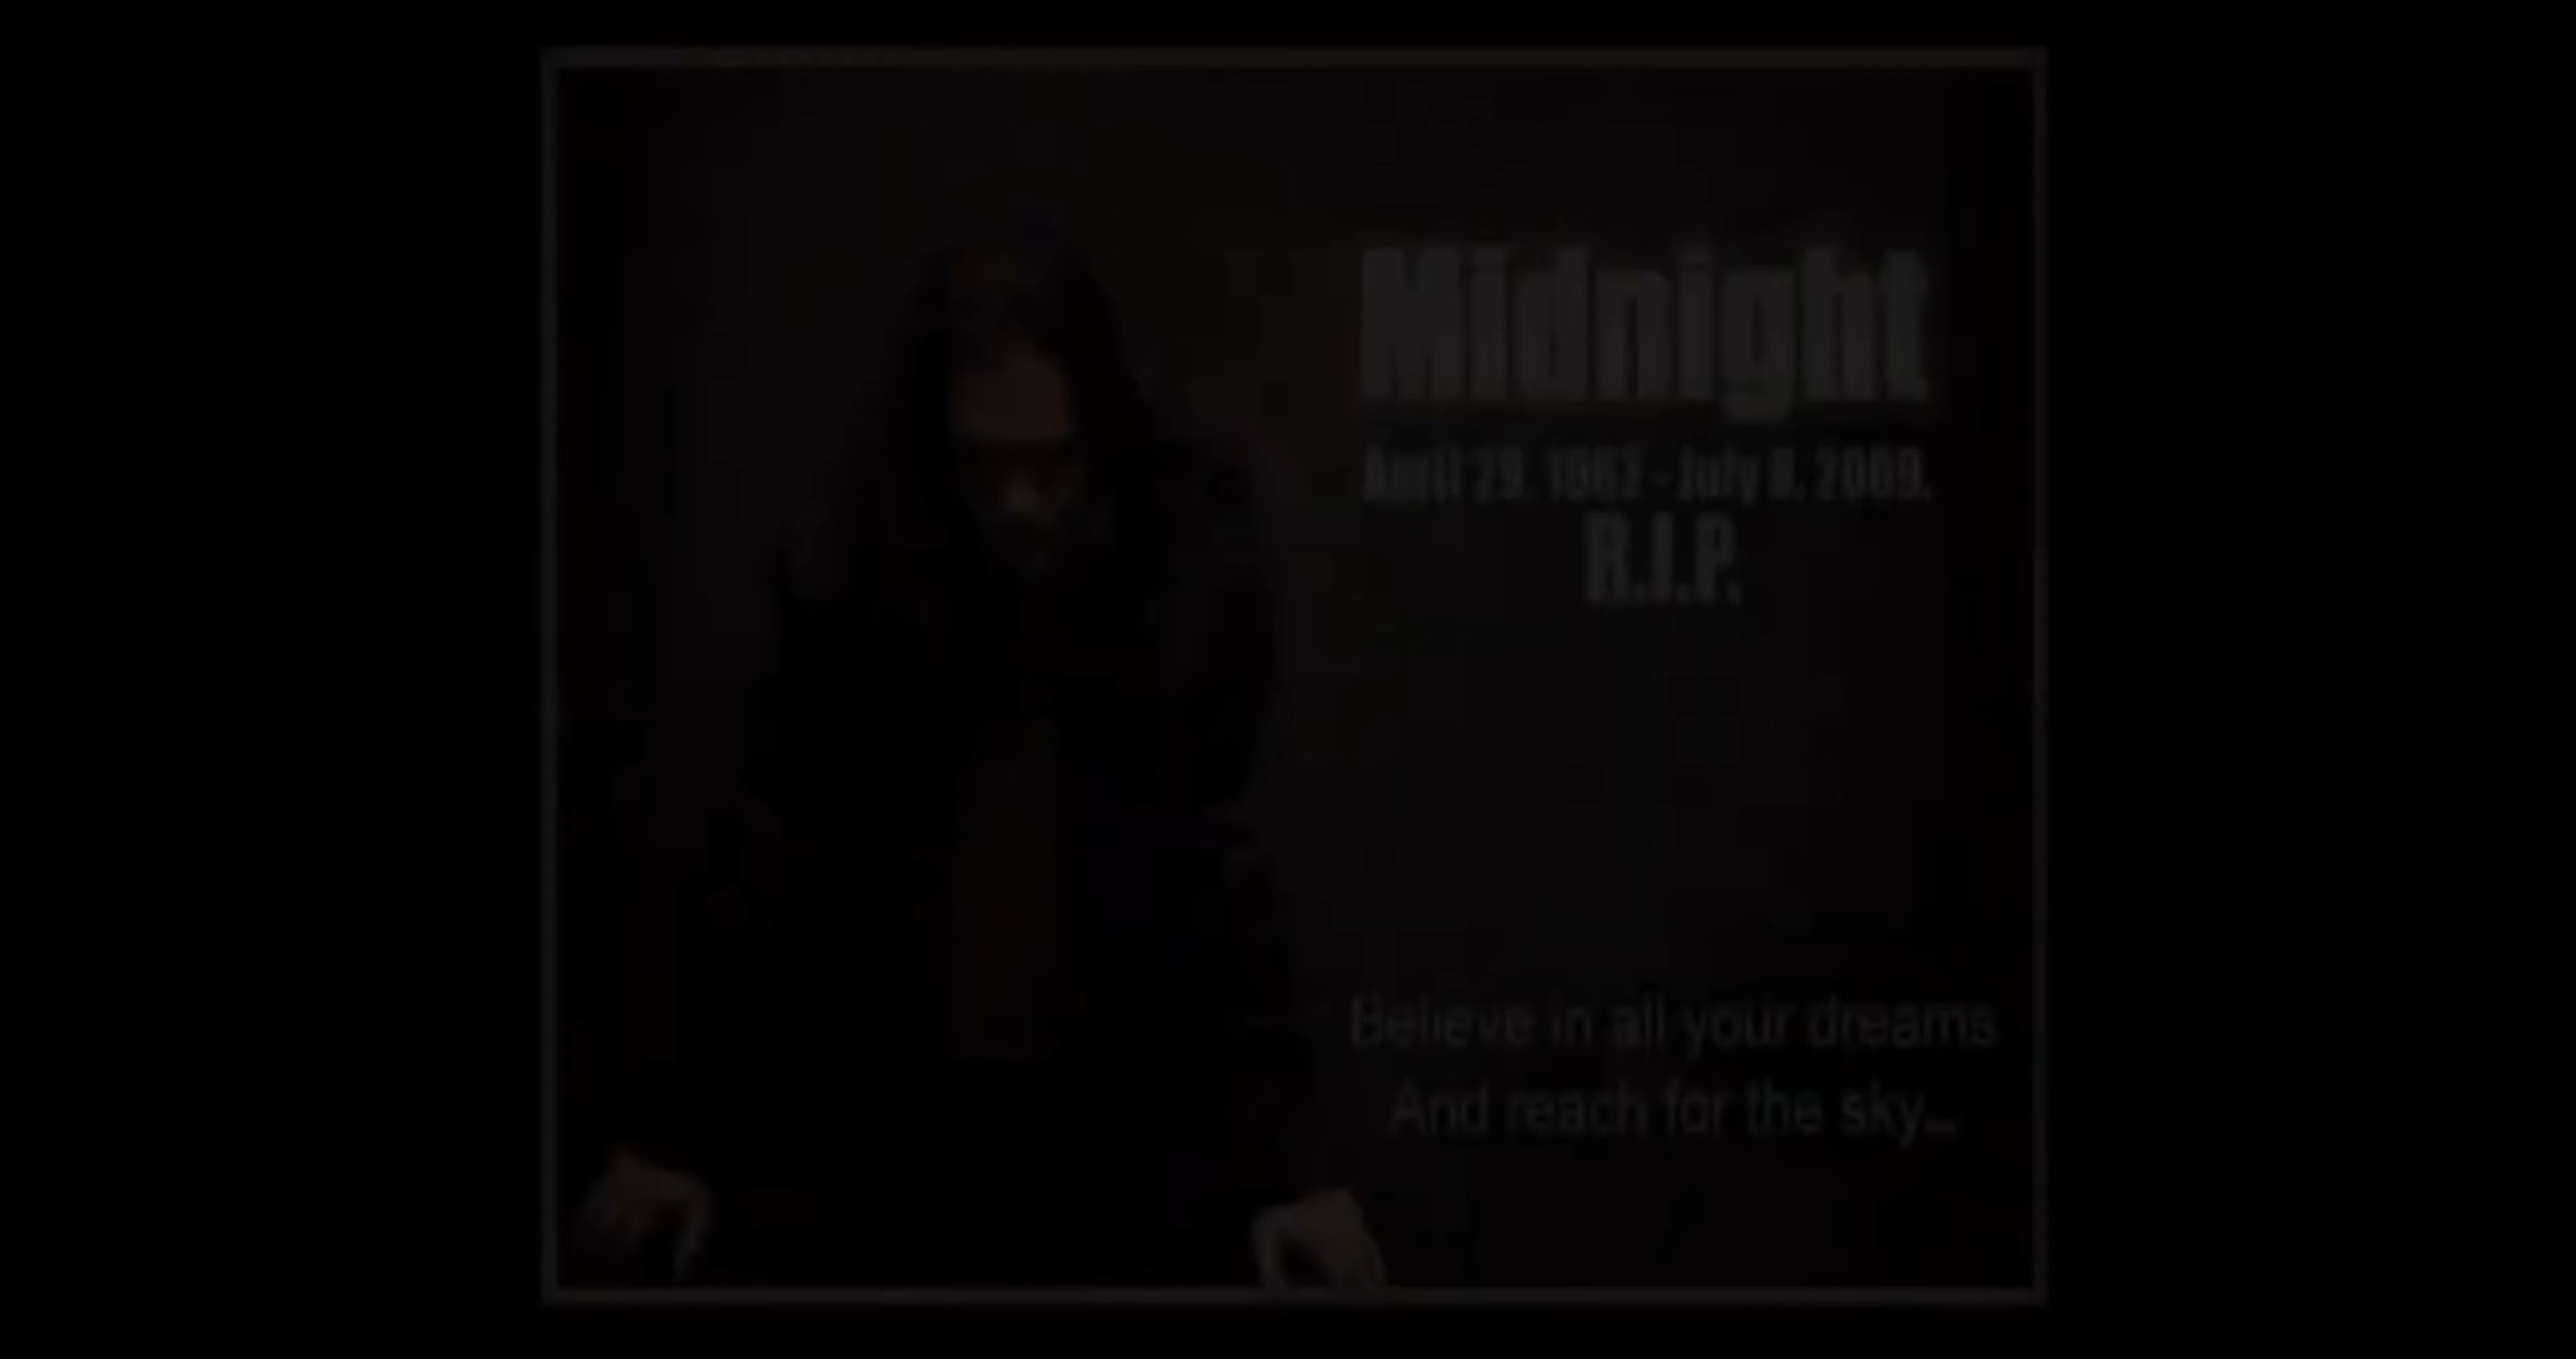 Midnight
April 29. 1962 - July 8. 2009.
R.I.P.
Believe in all your dreams
And reach for the sky...